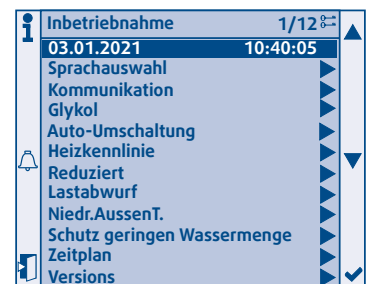 Inbetriebnahme 1/12
03.01.2021 10:40:05
Sprachauswahl
Kommunikation
Glykol
Auto-Umschaltung
Heizkennlinie
Reduziert
Lastabwurf
Niedr.AussenT.
Schutz geringen Wassermenge
Zeitplan
Versions